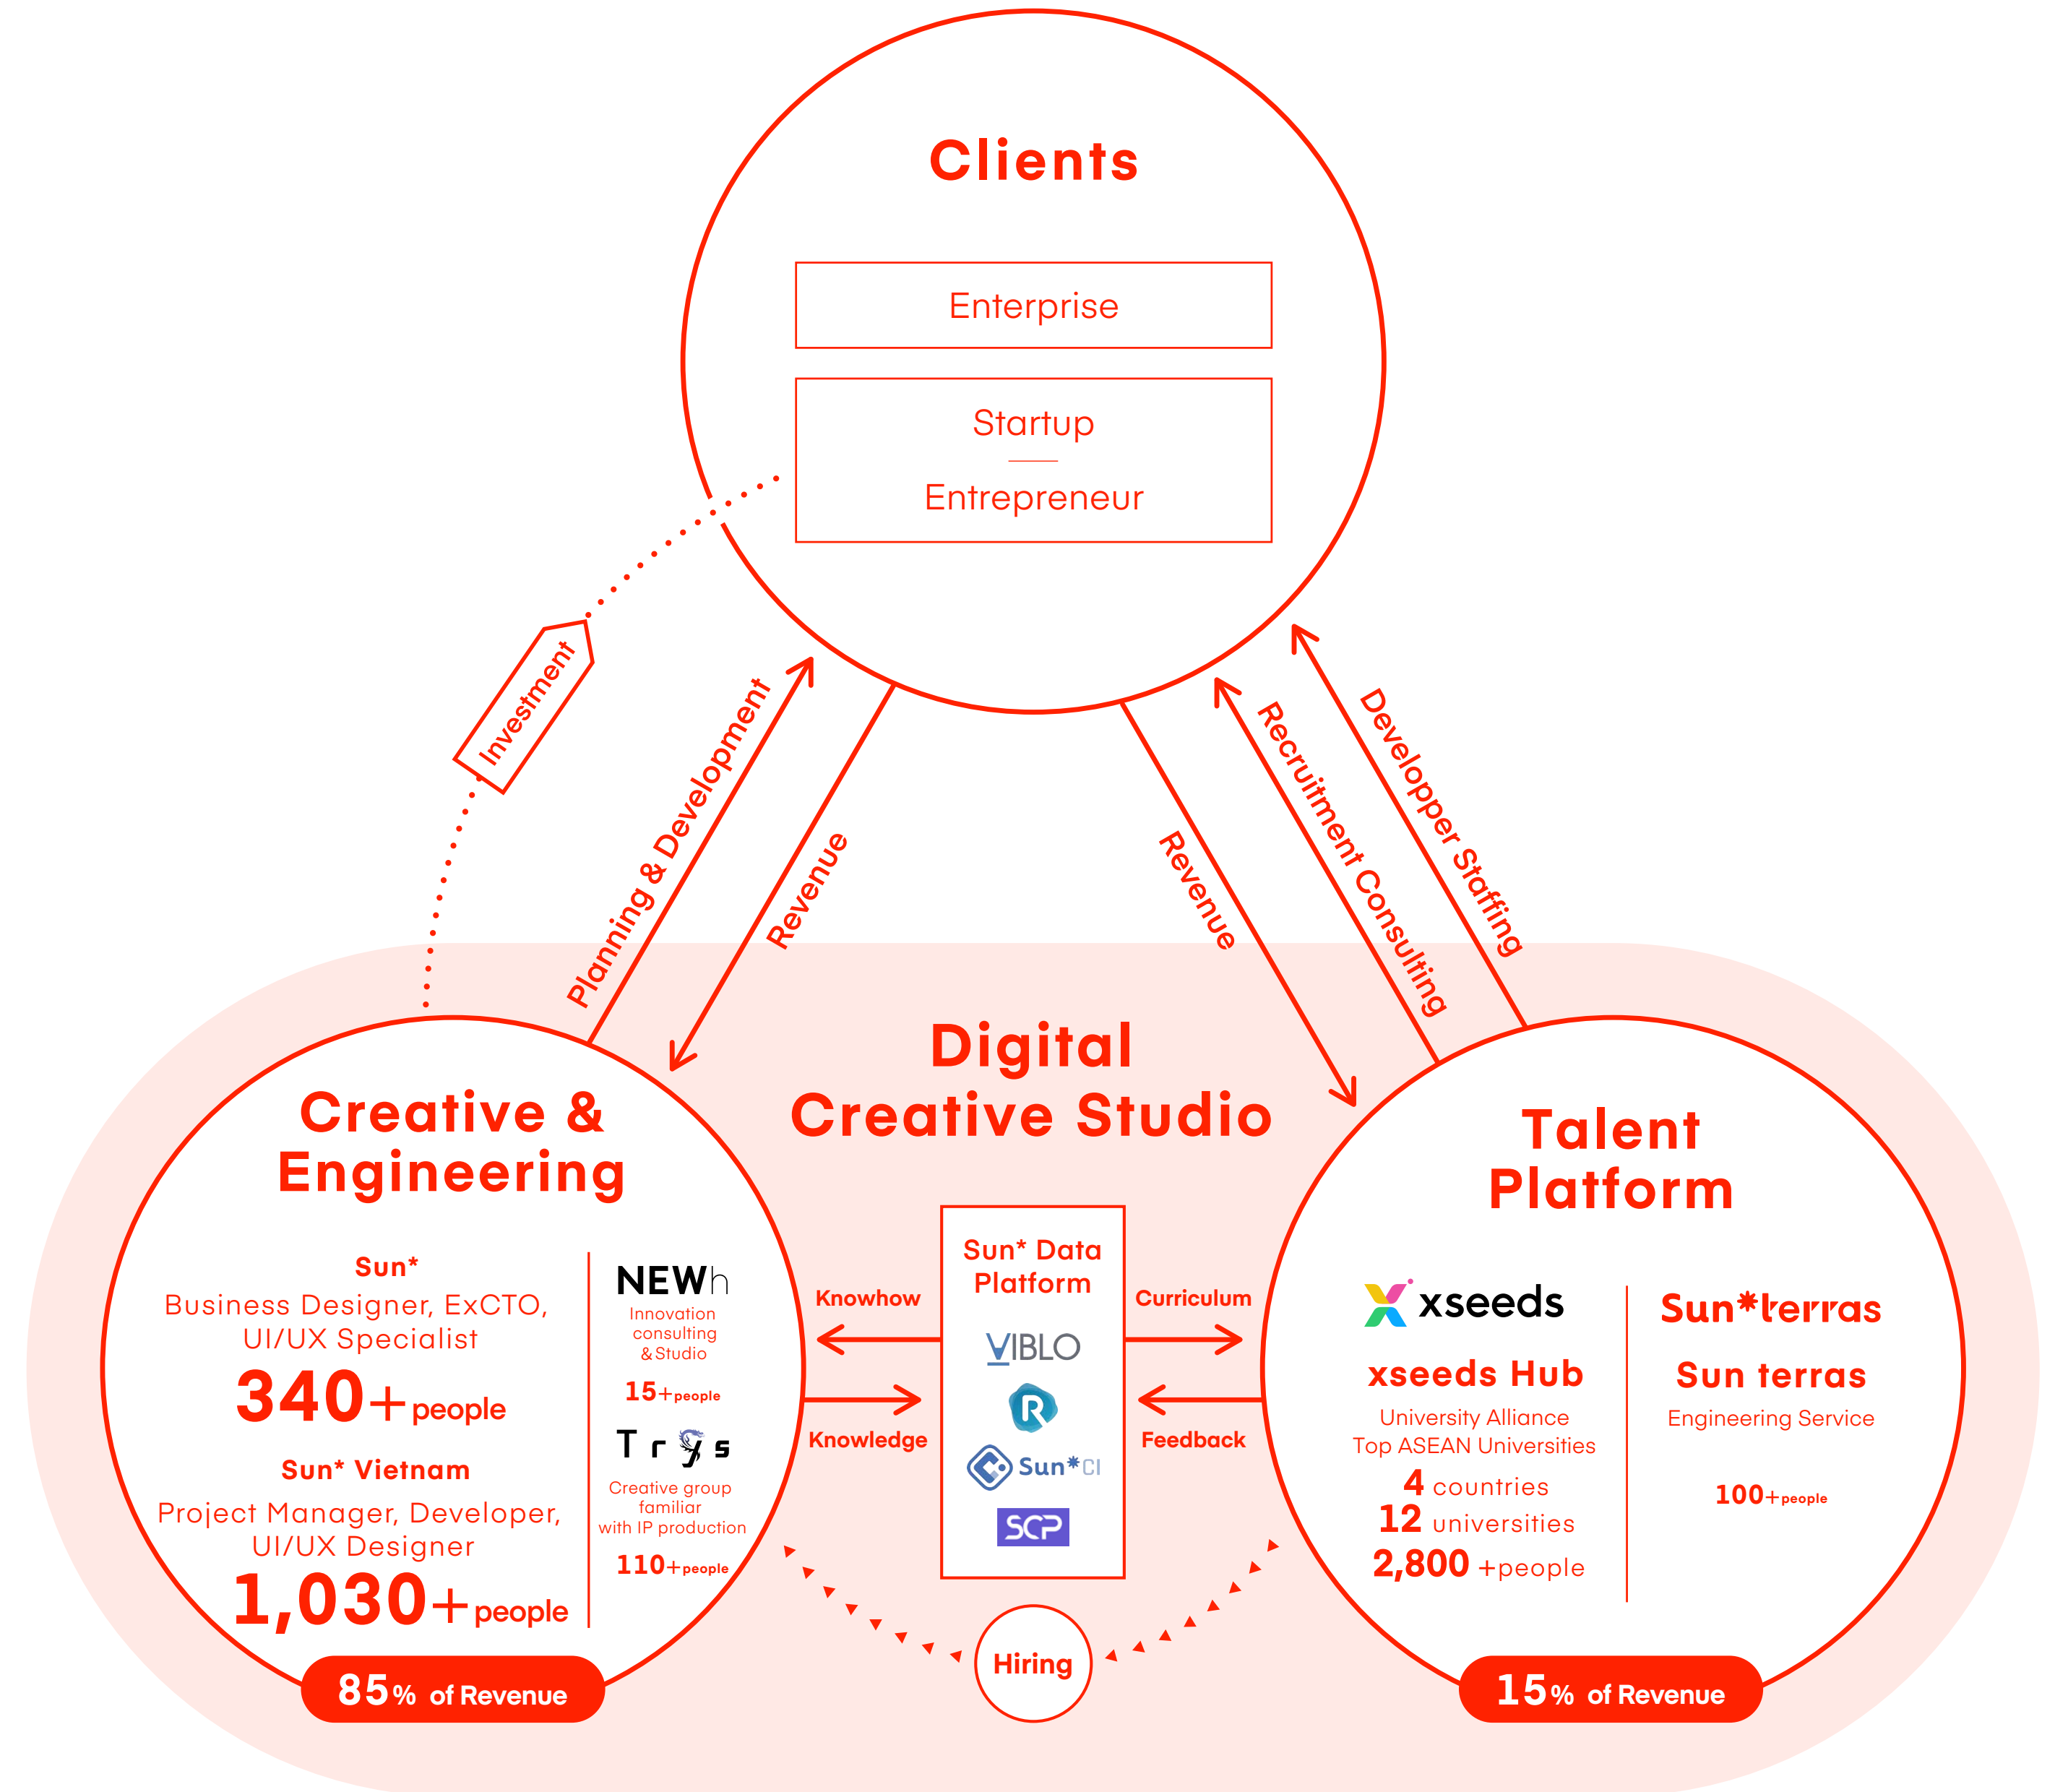 Clients
Enterprise
Startup
Entrepreneur
Investment
Planning & Development
Revenue
Revenue
Recruitment Consulting
Developper Staffing
Digital
Creative Studio
Creative &
Engineering
Sun*
Business Designer, ExCTO,
UI/UX Specialist
340+people
Sun* Vietnam
Project Manager, Developer,
UI/UX Designer
1,030+people
NEWh
Innovation
consulting
&Studio
15+people
Trys
Creative group
familiar
with IP production
110+people
85% of Revenue
Knowhow
Knowledge
Sun* Data
Platform
VIBLO
R
Sun*CI
SCP
Curriculum
Feedback
Hiring
Talent
Platform
xseeds
xseeds Hub
University Alliance
Top ASEAN Universities
4 countries
12 universities
2,800 +people
Sun*terras
Sun terras
Engineering Service
100+people
15% of Revenue